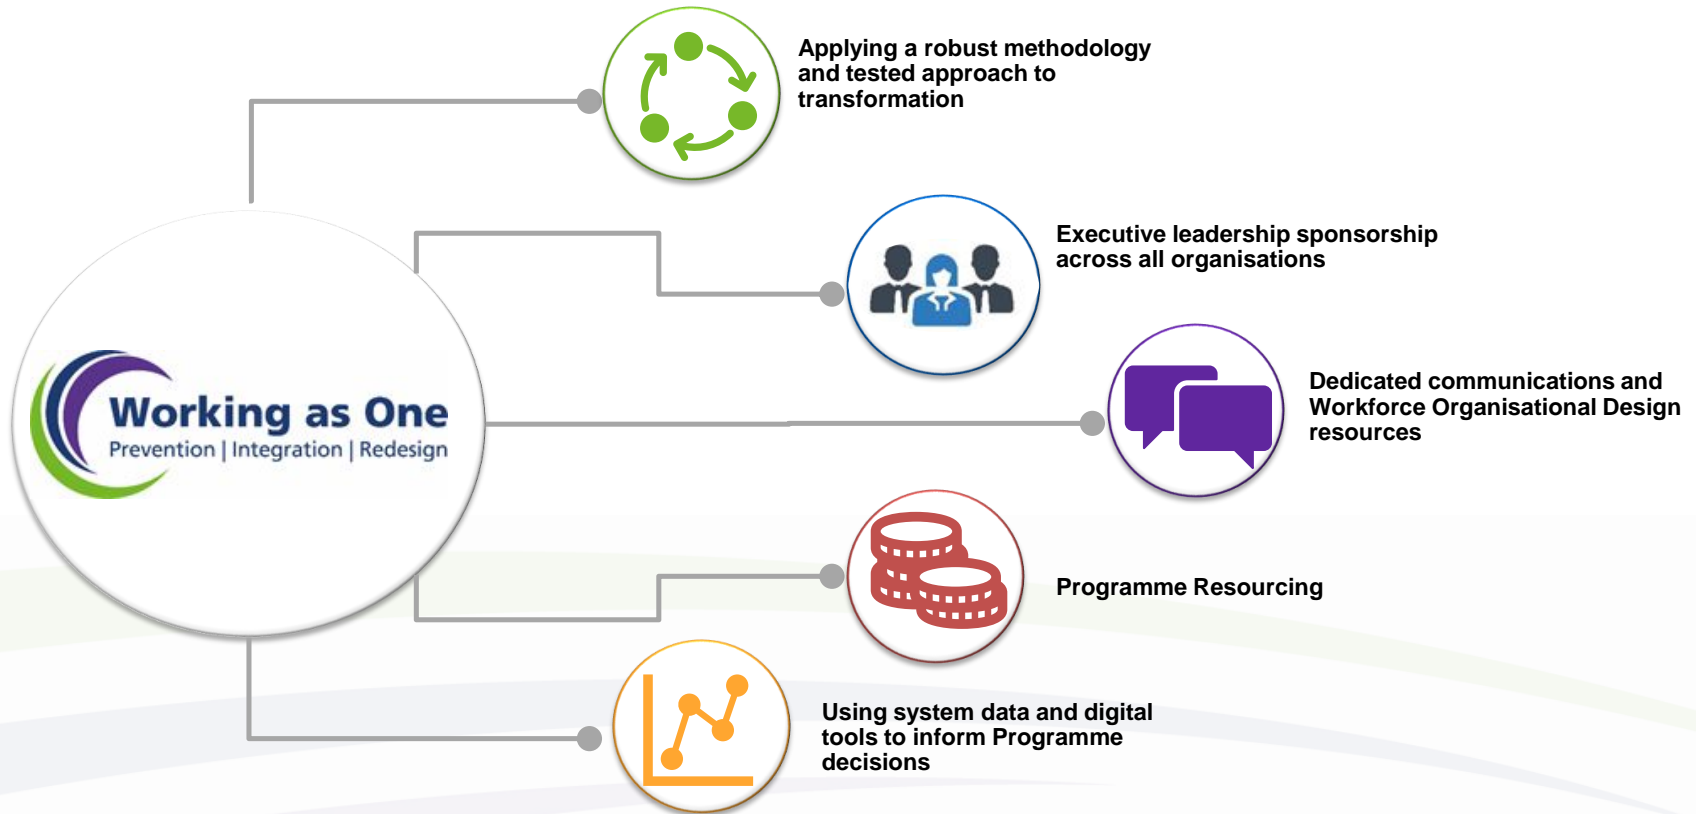 Applying a robust methodology
and tested approach to
transformation
Executive leadership sponsorship
across all organisations
Working as One
Prevention | Integration | Redesign
Dedicated communications and
Workforce Organisational Design
resources
Programme Resourcing
Using system data and digital
tools to inform Programme
decisions